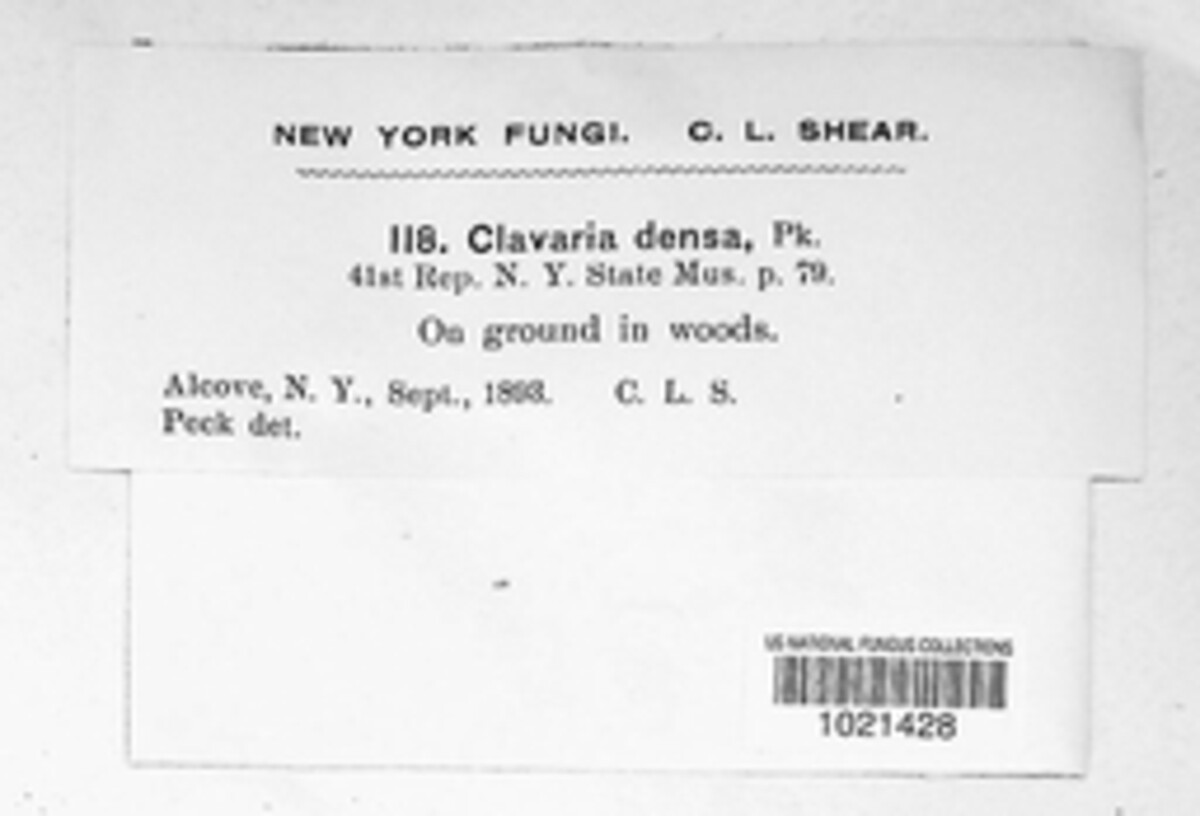 NEW YORK FUNGI. C. L. SHEAR.
118. Clavaria densa, Pk.
41st Rep. N. Y. State Mus. p. 79.
On ground in woods.
Alcove, N. Y., Sept., 1893. C. L. S.
Peck det.
US NATIONAL FUNGUS COLLECTIONS
1021428